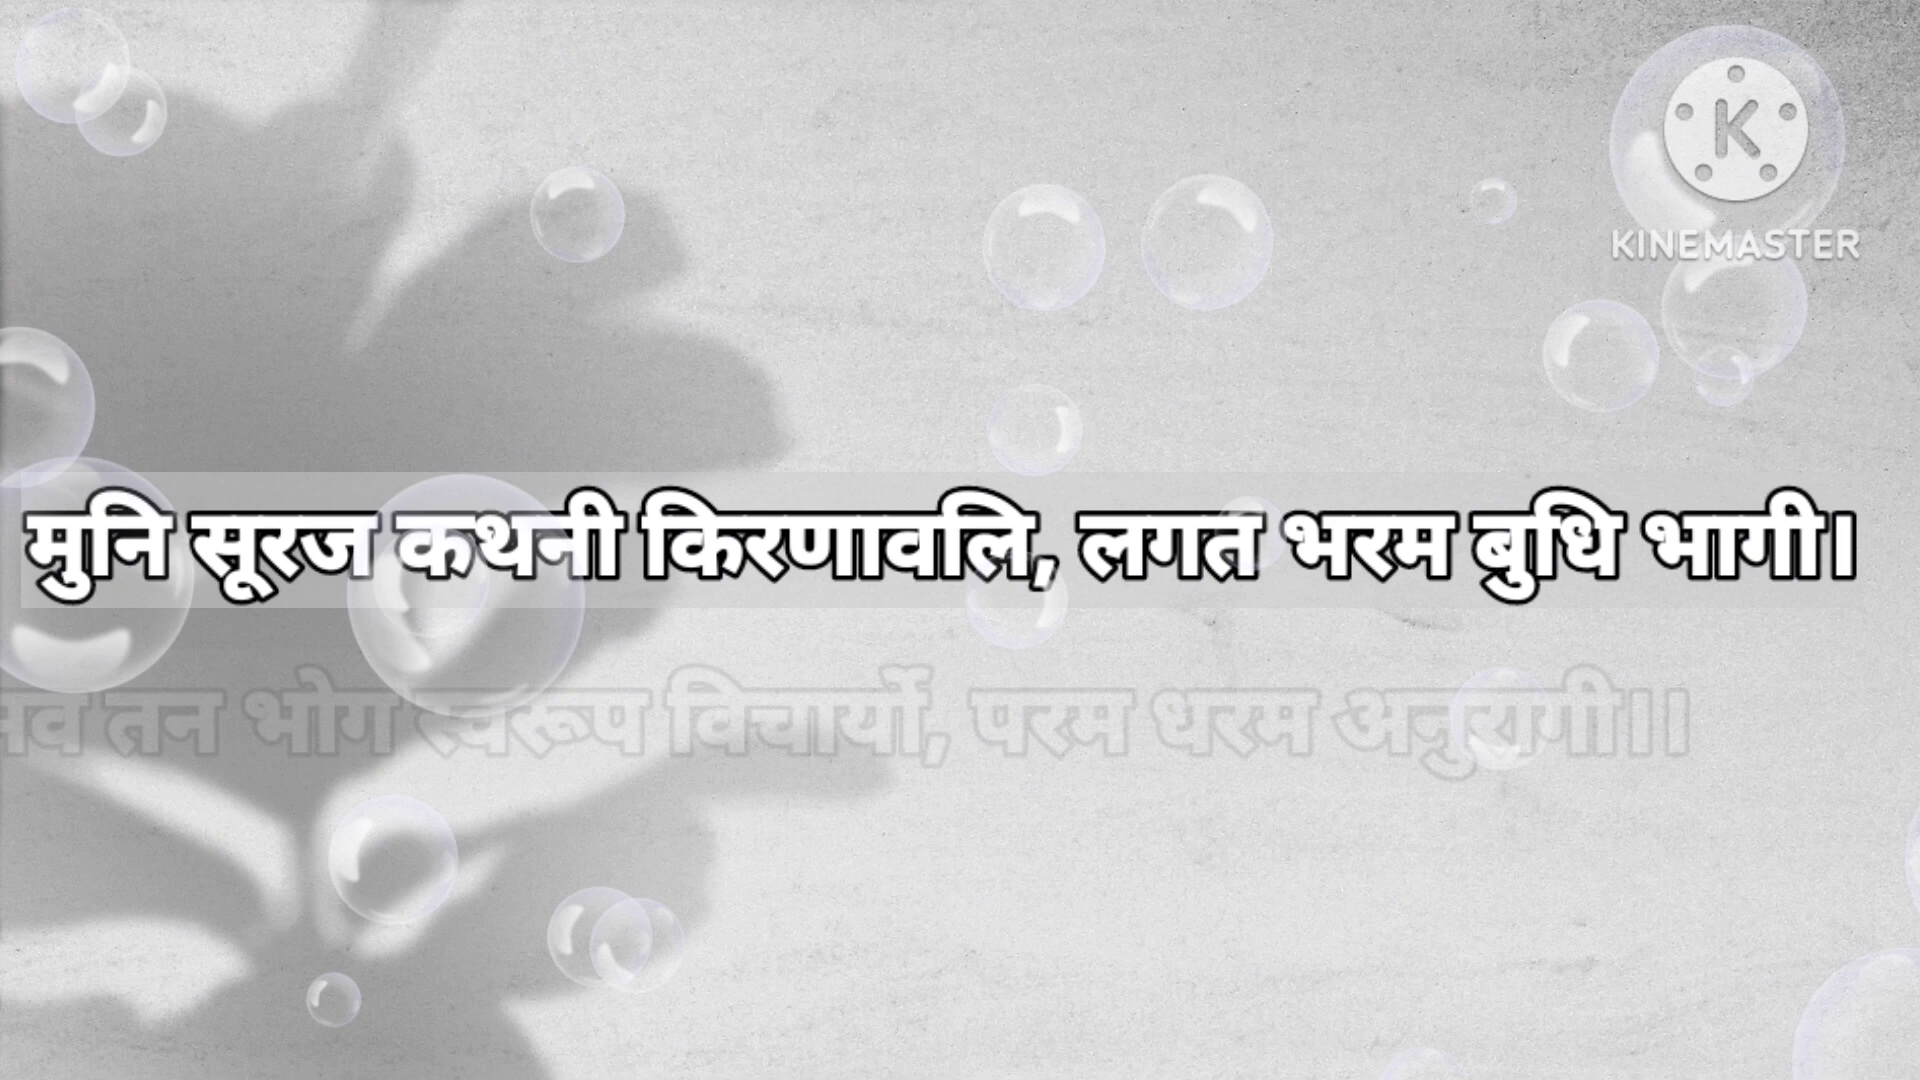 KINEMASTER
मुनि सूरज कथनी किरणावलि, लगत भरम बुधि भागी।
तन भोग स्वरूप विचार्यो, परम धरम अनुरागी।।